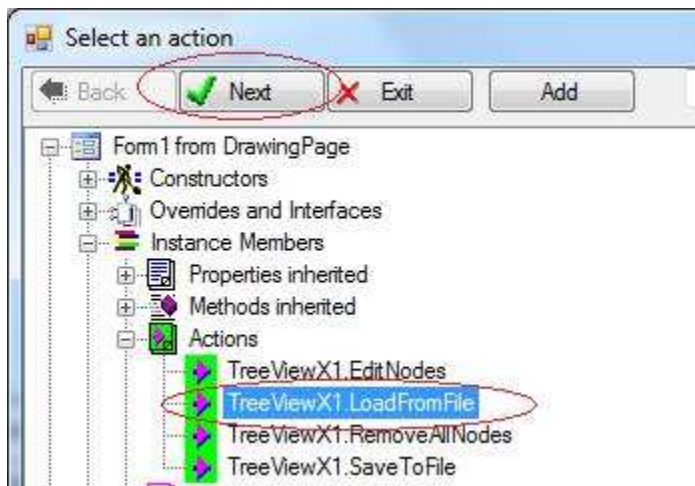 Select an action
Back Next Exit Add
Form1 from DrawingPage
Constructors
Overrides and Interfaces
Instance Members
Properties inherited
Methods inherited
Actions
TreeViewX1.EditNodes
TreeViewX1.LoadFromFile
TreeViewX1.RemoveAllNodes
TreeViewX1.SaveToFile